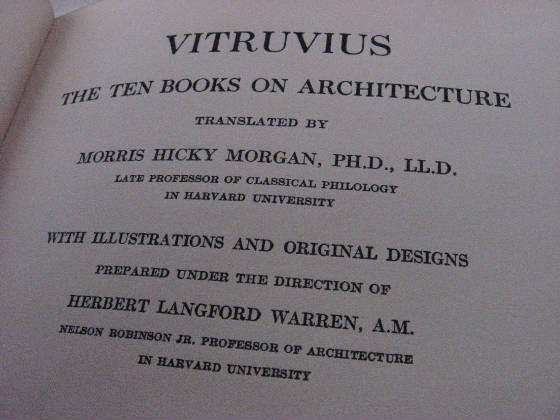 VITRUVIUS
THE TEN BOOKS ON ARCHITECTURE
TRANSLATED BY
MORRIS HICKY MORGAN, PH.D., LL.D.
LATE PROFESSOR OF CLASSICAL PHILOLOGY
IN HARVARD UNIVERSITY
WITH ILLUSTRATIONS AND ORIGINAL DESIGNS
PREPARED UNDER THE DIRECTION OF
HERBERT LANGFORD WARREN, A.M.
NELSON ROBINSON JR. PROFESSOR OF ARCHITECTURE
IN HARVARD UNIVERSITY